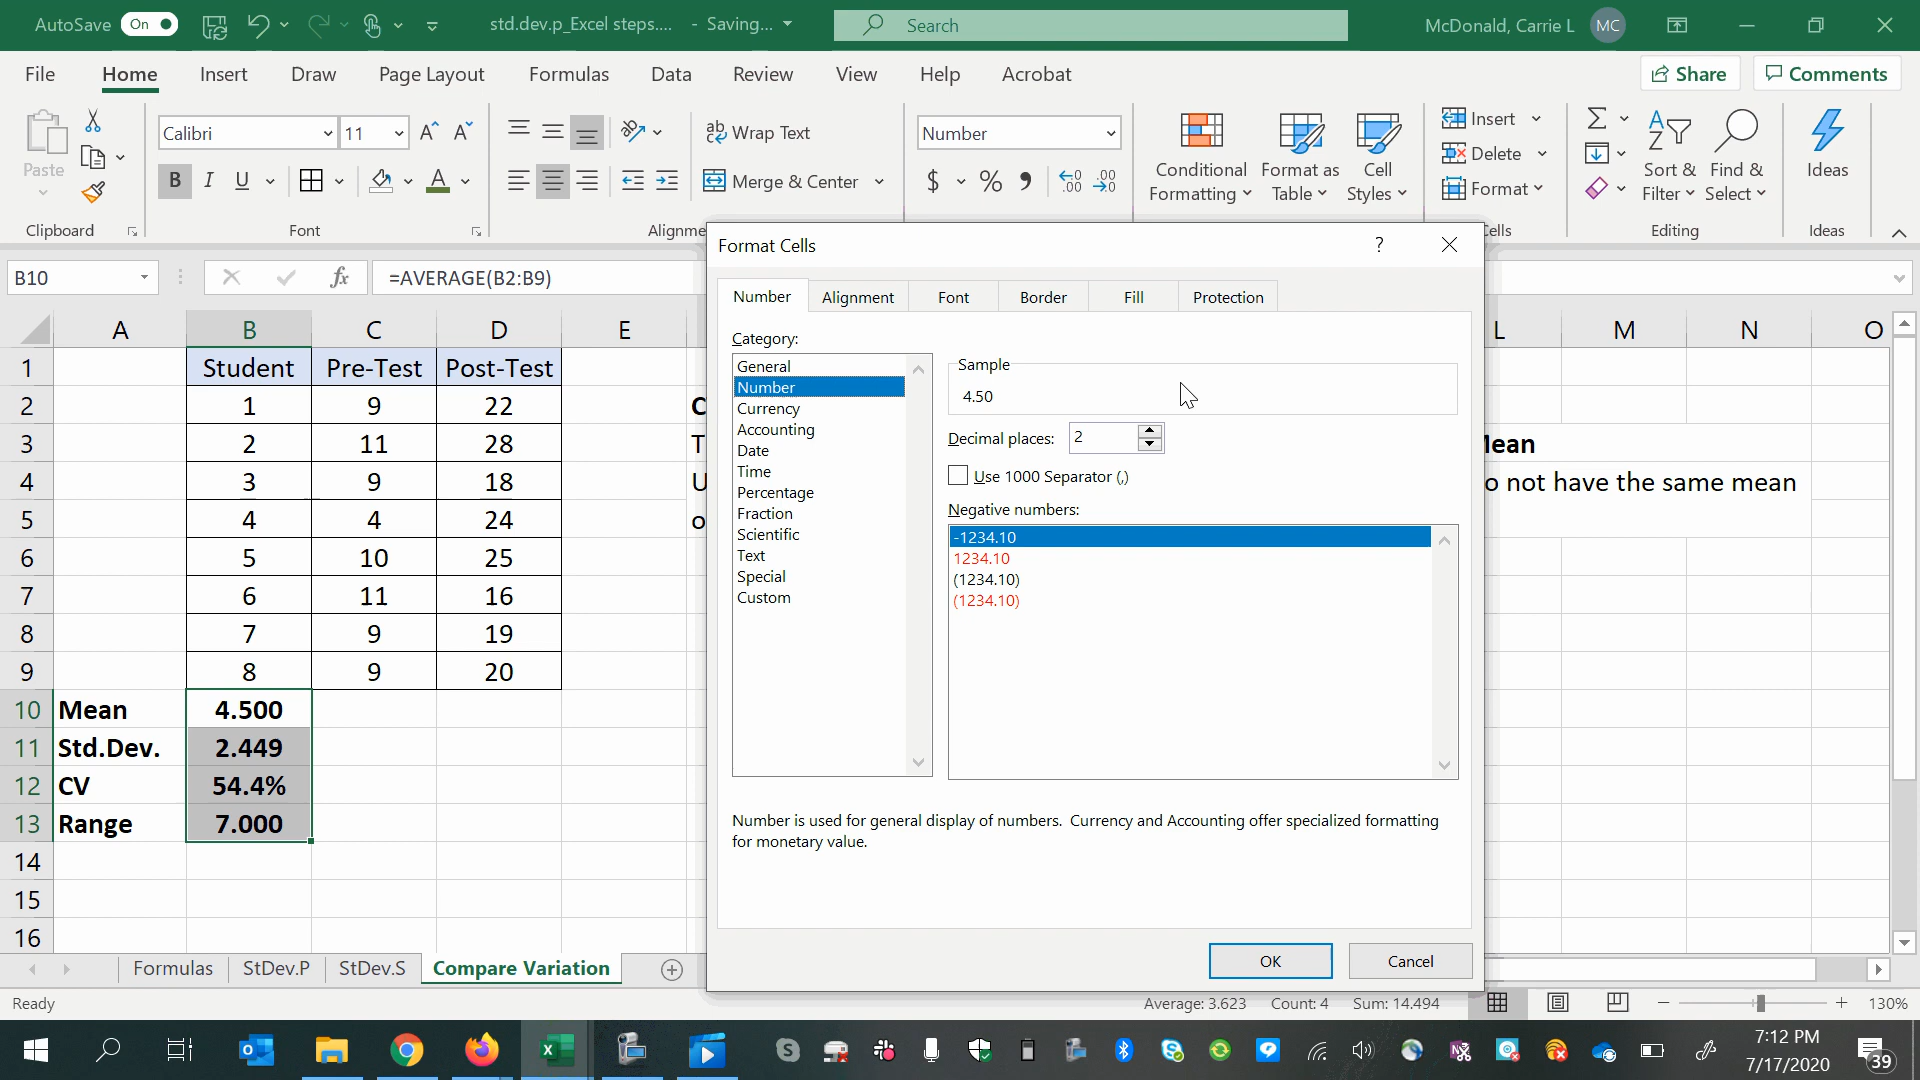 AutoSave On std.dev.p_Excel steps.... - Saving... Search McDonald, Carrie L MC
File Home Insert Draw Page Layout Formulas Data Review View Help Acrobat Share Comments
Paste
Clipboard
Calibri 11
B I U
Font
Wrap Text
Merge & Center
Alignme
Number
$ % ,
Conditional Formatting
Format as Table
Cell Styles
Insert
Delete
Format
Cells
Sort & Filter
Find & Select
Editing
Ideas
Ideas
B10 fx =AVERAGE(B2:B9)
A B C D E L M N O
1 Student Pre-Test Post-Test
2 1 9 22 C
3 2 11 28 T Mean
4 3 9 18 U o not have the same mean
5 4 4 24 o
6 5 10 25
7 6 11 16
8 7 9 19
9 8 9 20
10 Mean 4.500
11 Std.Dev. 2.449
12 CV 54.4%
13 Range 7.000
14
15
16
Format Cells ?
Number Alignment Font Border Fill Protection
Category:
General
Number
Currency
Accounting
Date
Time
Percentage
Fraction
Scientific
Text
Special
Custom
Sample
4.50
Decimal places: 2
Use 1000 Separator (,)
Negative numbers:
-1234.10
1234.10
(1234.10)
(1234.10)
Number is used for general display of numbers. Currency and Accounting offer specialized formatting
for monetary value.
OK Cancel
Formulas StDev.P StDev.S Compare Variation
Ready Average: 3.623 Count: 4 Sum: 14.494 130%
7:12 PM
7/17/2020
39